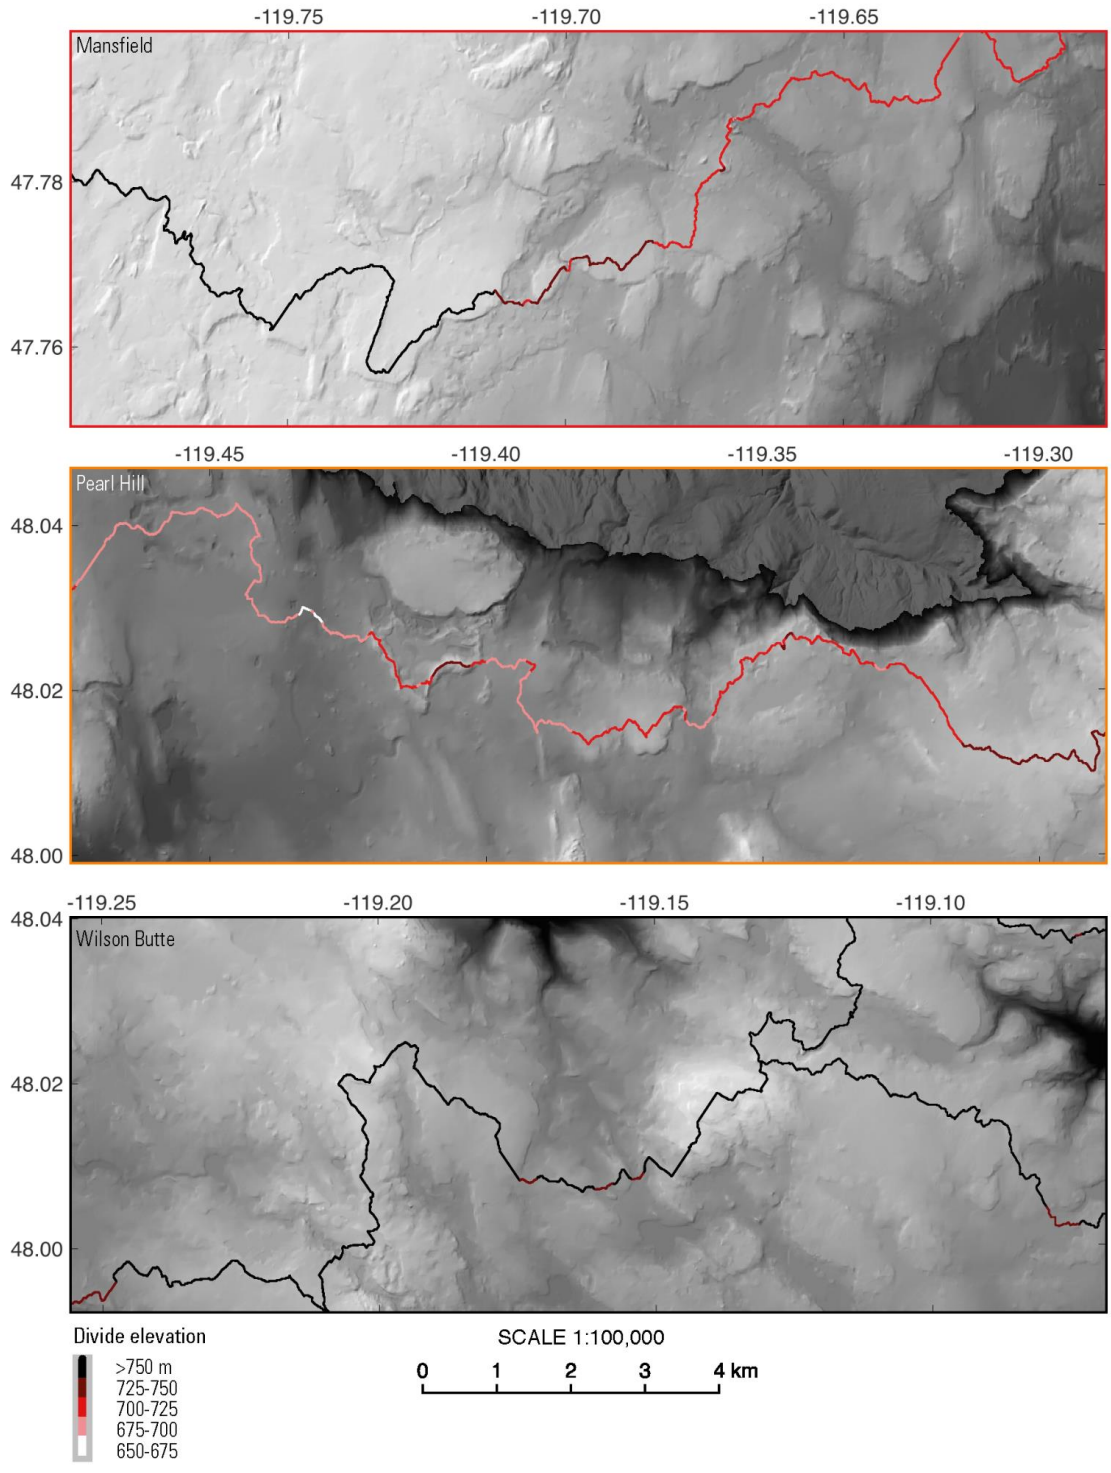 -119.75 -119.70 -119.65
Mansfield
47.78
47.76
-119.45 -119.40 -119.35 -119.30
Pearl Hill
48.04
48.02
48.00
-119.25 -119.20 -119.15 -119.10
48.04
Wilson Butte
48.02
48.00
Divide elevation
>750 m
725-750
700-725
675-700
650-675
SCALE 1:100,000
0 1 2 3 4 km